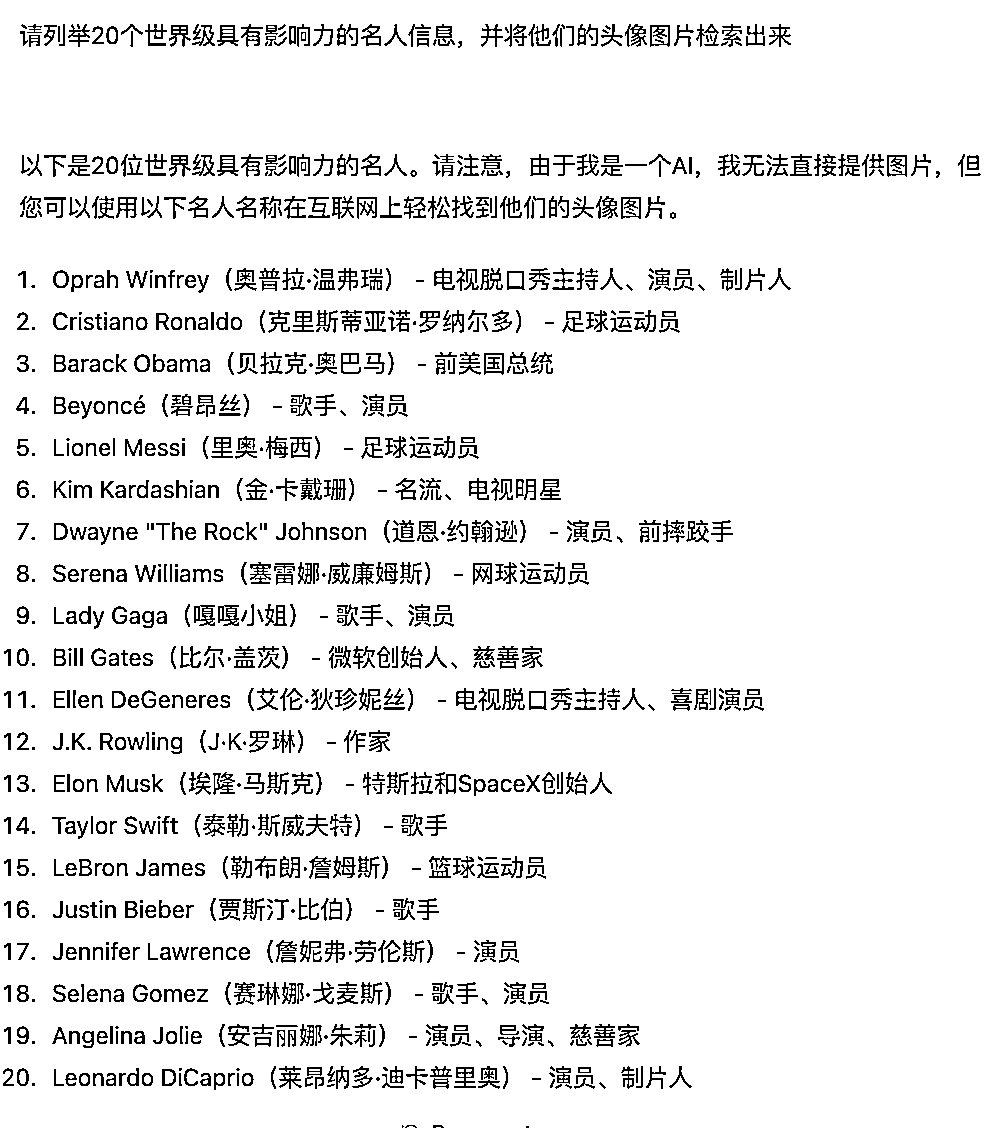 请列举20个世界级具有影响力的名人信息，并将他们的头像图片检索出来
以下是20位世界级具有影响力的名人。请注意，由于我是一个AI，我无法直接提供图片，但
您可以使用以下名人名称在互联网上轻松找到他们的头像图片。
1. Oprah Winfrey（奥普拉·温弗瑞） - 电视脱口秀主持人、演员、制片人
2. Cristiano Ronaldo（克里斯蒂亚诺·罗纳尔多） - 足球运动员
3. Barack Obama（贝拉克·奥巴马） - 前美国总统
4. Beyoncé（碧昂丝） - 歌手、演员
5. Lionel Messi（里奥·梅西） - 足球运动员
6. Kim Kardashian（金·卡戴珊） - 名流、电视明星
7. Dwayne "The Rock" Johnson（道恩·约翰逊） - 演员、前摔跤手
8. Serena Williams（塞雷娜·威廉姆斯） - 网球运动员
9. Lady Gaga（嘎嘎小姐） - 歌手、演员
10. Bill Gates（比尔·盖茨） - 微软创始人、慈善家
11. Ellen DeGeneres（艾伦·狄珍妮丝） - 电视脱口秀主持人、喜剧演员
12. J.K. Rowling（J·K·罗琳） - 作家
13. Elon Musk（埃隆·马斯克） - 特斯拉和SpaceX创始人
14. Taylor Swift（泰勒·斯威夫特） - 歌手
15. LeBron James（勒布朗·詹姆斯） - 篮球运动员
16. Justin Bieber（贾斯汀·比伯） - 歌手
17. Jennifer Lawrence（詹妮弗·劳伦斯） - 演员
18. Selena Gomez（赛琳娜·戈麦斯） - 歌手、演员
19. Angelina Jolie（安吉丽娜·朱莉） - 演员、导演、慈善家
20. Leonardo DiCaprio（莱昂纳多·迪卡普里奥） - 演员、制片人